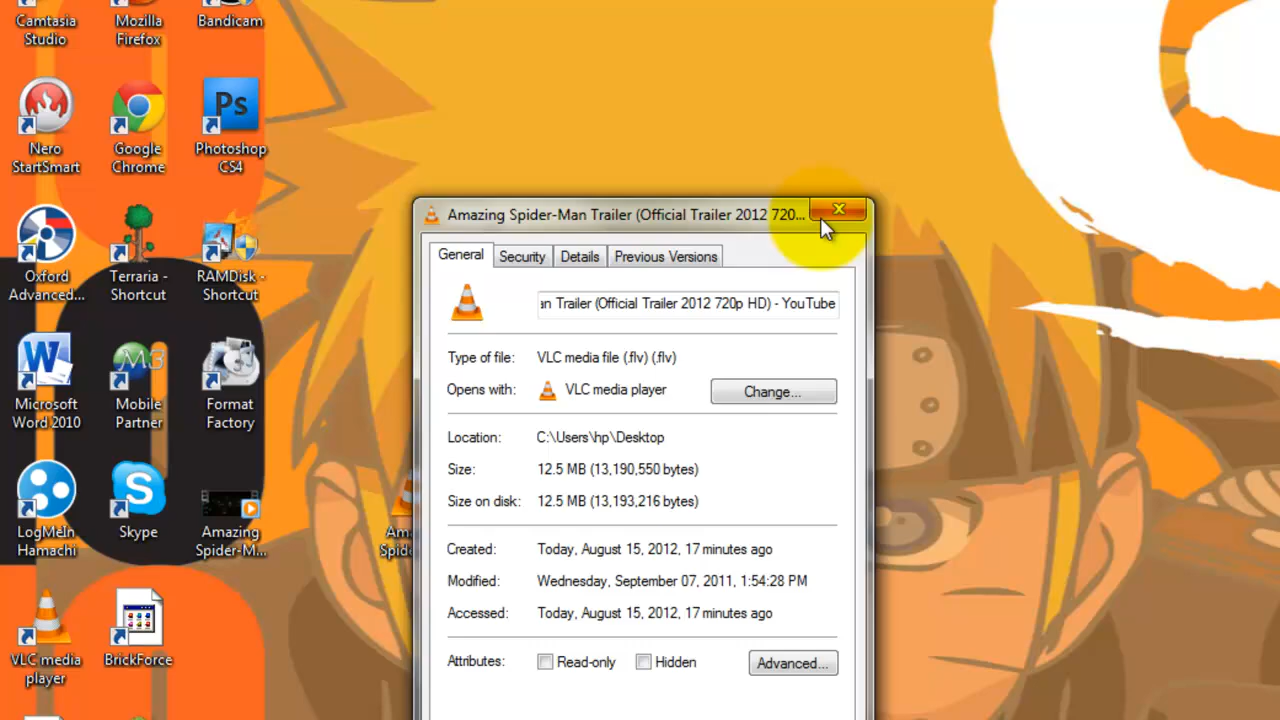 Camtasia
Studio
Mozilla
Firefox
Bandicam
Nero
StartSmart
Google
Chrome
Ps
Photoshop
CS4
Oxford
Advanced...
Terraria -
Shortcut
RAMDisk -
Shortcut
W
Microsoft
Word 2010
M3
Mobile
Partner
Format
Factory
LogMeIn
Hamachi
S
Skype
Amazing
Spider-M...
VLC media
player
BrickForce
Amazing Spider-Man Trailer (Official Trailer 2012 720...
General
Security
Details
Previous Versions
an Trailer (Official Trailer 2012 720p HD) - YouTube
Type of file: VLC media file (.flv) (.flv)
Opens with: VLC media player
Change...
Location: C:\Users\hp\Desktop
Size: 12.5 MB (13,190,550 bytes)
Size on disk: 12.5 MB (13,193,216 bytes)
Created: Today, August 15, 2012, 17 minutes ago
Modified: Wednesday, September 07, 2011, 1:54:28 PM
Accessed: Today, August 15, 2012, 17 minutes ago
Attributes: Read-only Hidden Advanced...